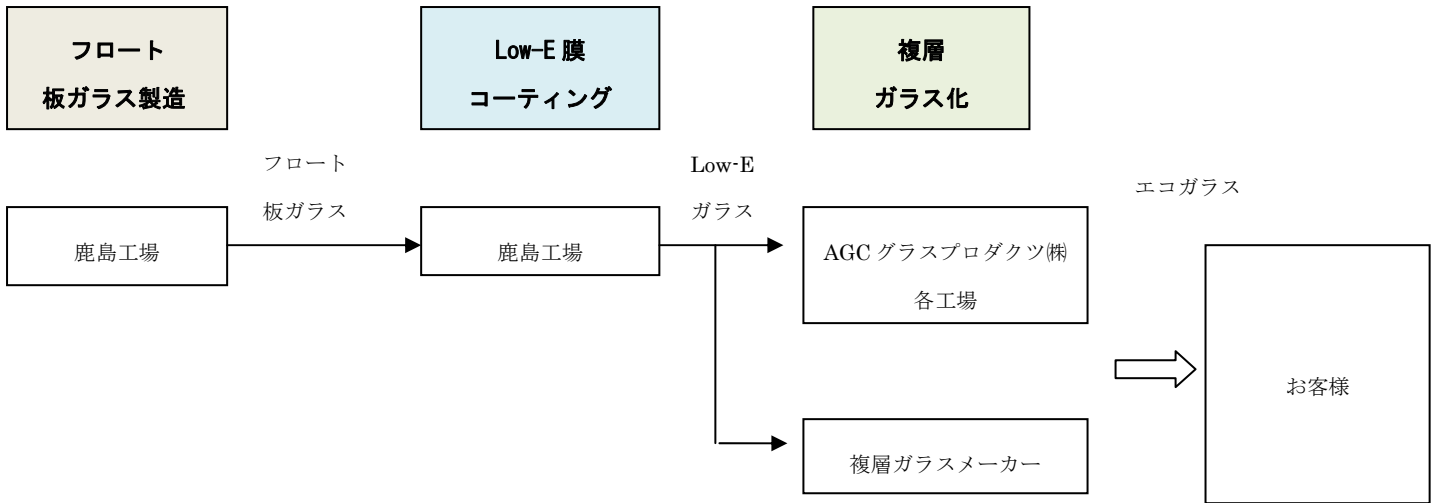 フロート
板ガラス製造
Low-E 膜
コーティング
複層
ガラス化
フロート
板ガラス
Low-E
ガラス
エコガラス
鹿島工場
鹿島工場
AGC グラスプロダクツ㈱
各工場
お客様
複層ガラスメーカー